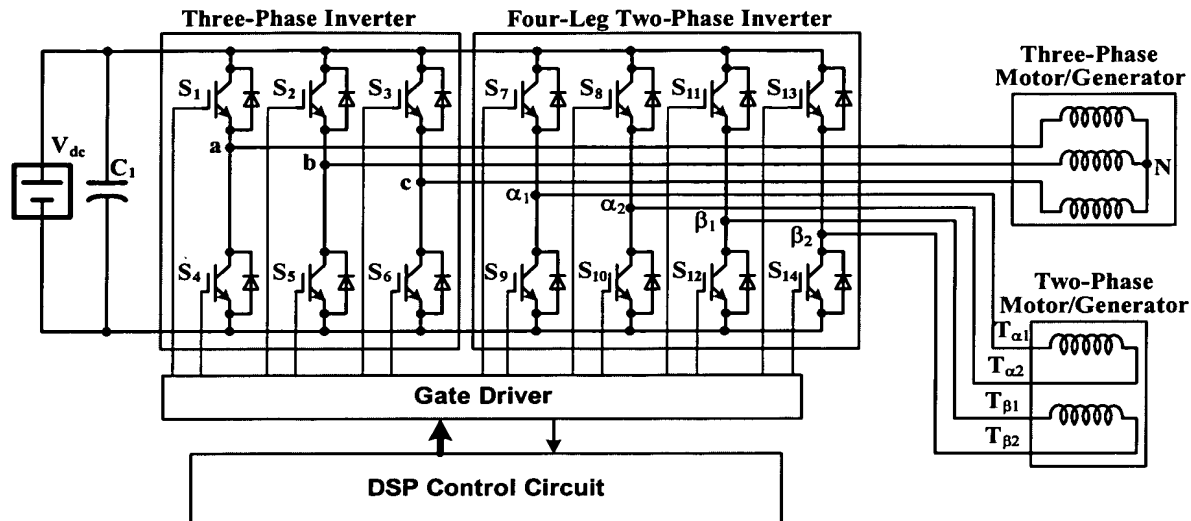 Three-Phase Inverter
Four-Leg Two-Phase Inverter
Three-Phase
Motor/Generator
S1
S2
S3
S7
S8
S11
S13
Vdc
C1
a
b
c
α1
α2
β1
β2
N
S4
S5
S6
S9
S10
S12
S14
Two-Phase
Motor/Generator
Tα1
Tα2
Tβ1
Tβ2
Gate Driver
DSP Control Circuit